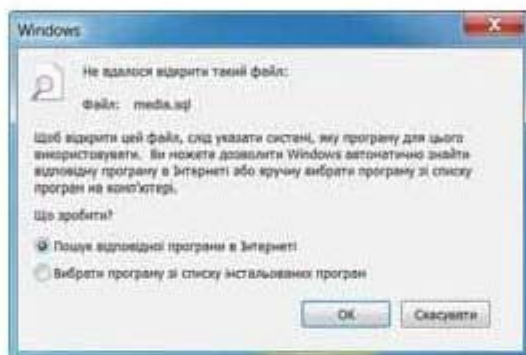 Windows
Не вдалося відкрити такий файл:
Файл: media.sql
Щоб відкрити цей файл, слід указати системі, яку програму для цього
використовувати. Ви можете дозволити Windows автоматично знайти
відповідну програму в Інтернеті або вручну вибрати програму зі списку
програм на комп'ютері.
Що зробити?
Пошук відповідної програми в Інтернеті
Вибрати програму зі списку інстальованих програм
ОК
Скасувати